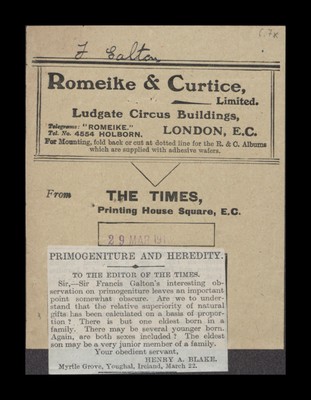 F Galton
Romeike & Curtice,
Limited.
Ludgate Circus Buildings,
Telegrams: "ROMEIKE."
Tel. No. 4554 HOLBORN.
LONDON, E.C.
For Mounting, fold back or cut at dotted line for the R. & C. Albums
which are supplied with adhesive wafers.
From THE TIMES,
Printing House Square, E.C.
29 MAR
PRIMOGENITURE AND HEREDITY.
TO THE EDITOR OF THE TIMES.
Sir,—Sir Francis Galton's interesting ob-
servation on primogeniture leaves an important
point somewhat obscure. Are we to under-
stand that the relative superiority of natural
gifts has been calculated on a basis of propor-
tion? There is but one eldest born in a
family. There may be several younger born.
Again, are both sexes included? The eldest
son may be a very junior member of a family.
Your obedient servant,
HENRY A. BLAKE.
Myrtle Grove, Youghal, Ireland, March 22.